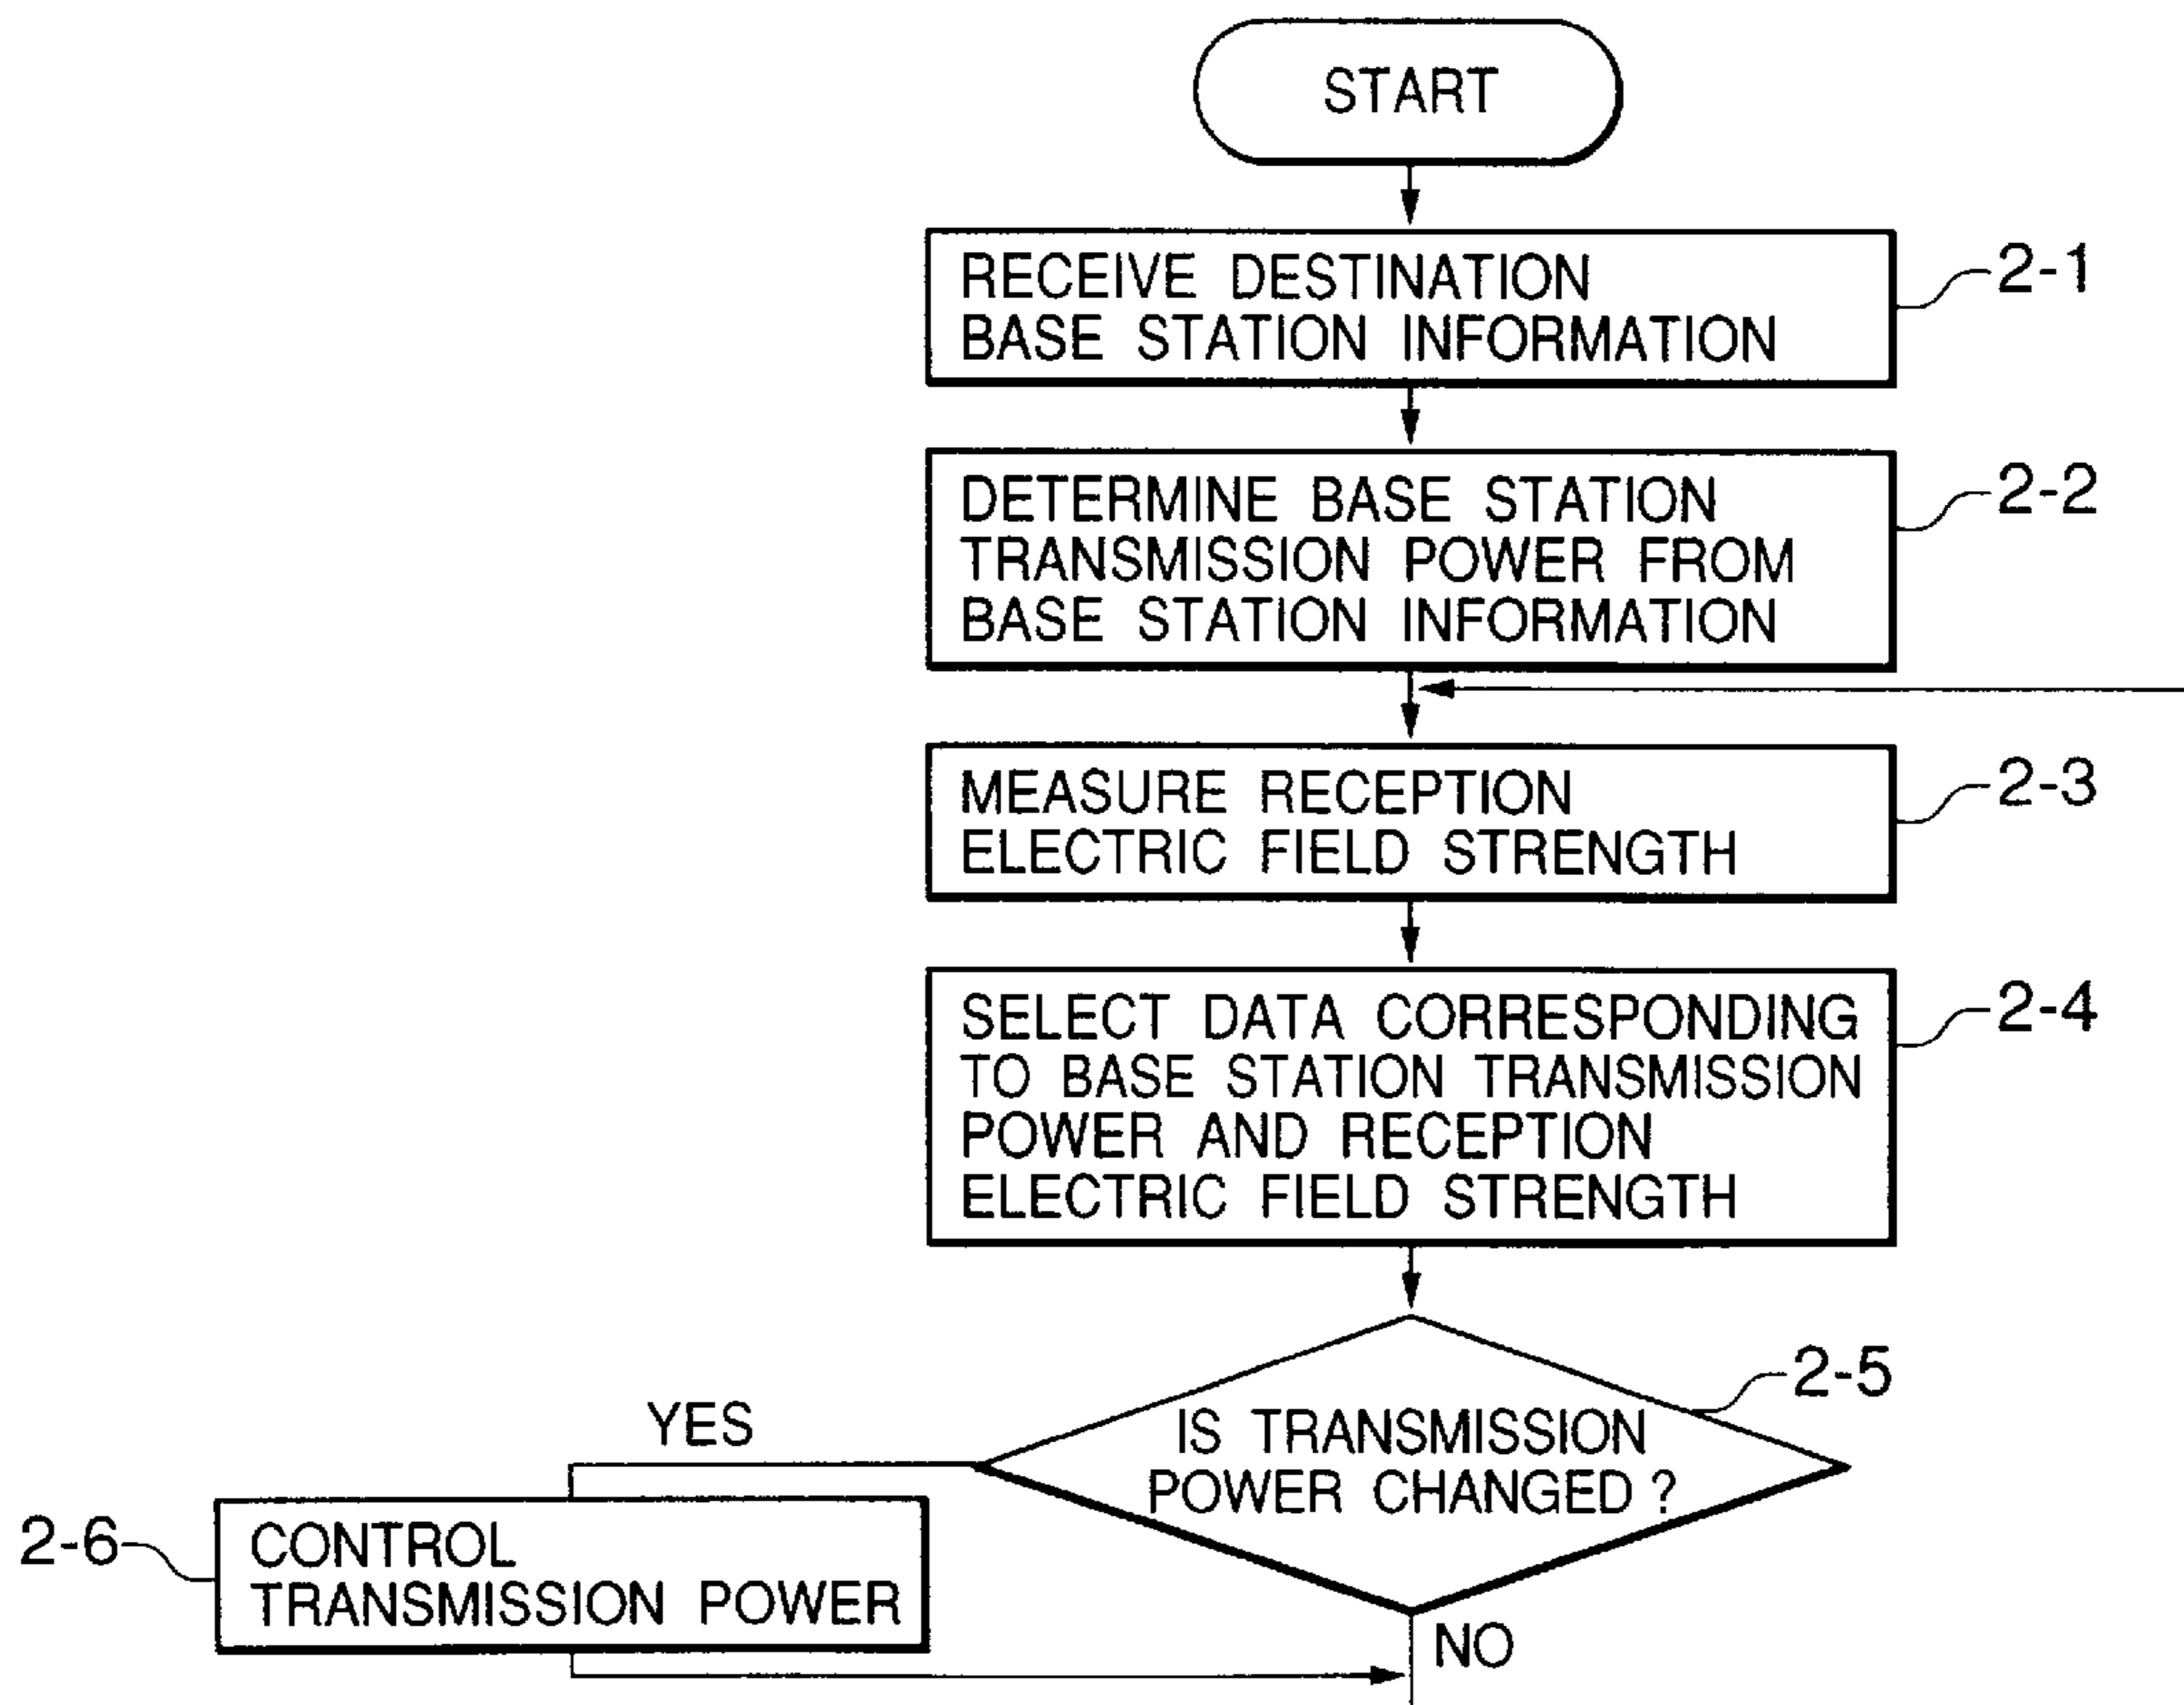 START
RECEIVE DESTINATION
BASE STATION INFORMATION
2-1
DETERMINE BASE STATION
TRANSMISSION POWER FROM
BASE STATION INFORMATION
2-2
MEASURE RECEPTION
ELECTRIC FIELD STRENGTH
2-3
SELECT DATA CORRESPONDING
TO BASE STATION TRANSMISSION
POWER AND RECEPTION
ELECTRIC FIELD STRENGTH
2-4
IS TRANSMISSION
POWER CHANGED ?
2-5
YES
CONTROL
TRANSMISSION POWER
2-6
NO